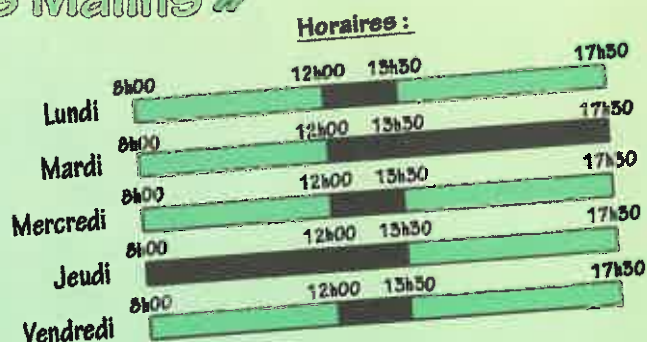 Malins »
Horaires :
Lundi 8h00 12h00 13h30 17h30
Mardi 8h00 12h00 13h30 17h30
Mercredi 8h00 12h00 13h30 17h30
Jeudi 8h00 12h00 13h30 17h30
Vendredi 8h00 12h00 13h30 17h30